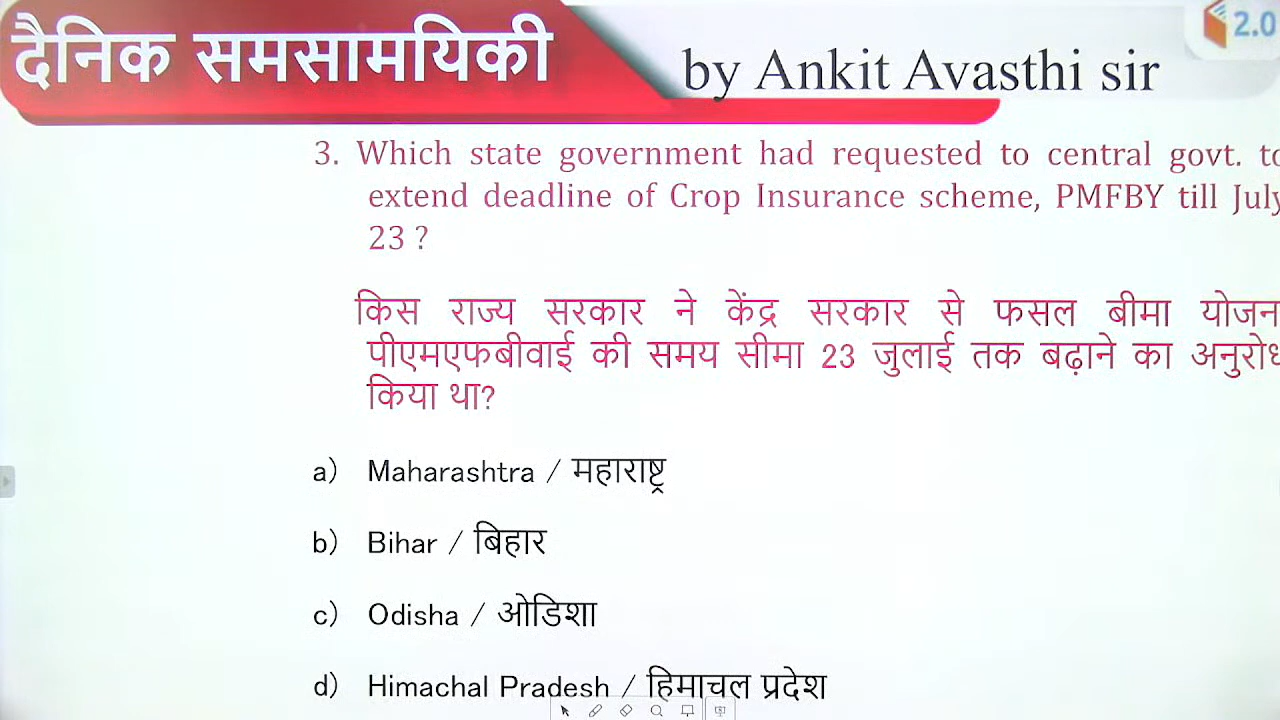 दैनिक समसामयिकी
by Ankit Avasthi sir
2.0
3. Which state government had requested to central govt. to
extend deadline of Crop Insurance scheme, PMFBY till July
23 ?
किस राज्य सरकार ने केंद्र सरकार से फसल बीमा योजन
पीएमएफबीवाई की समय सीमा 23 जुलाई तक बढ़ाने का अनुरोध
किया था?
a) Maharashtra / महाराष्ट्र
b) Bihar / बिहार
c) Odisha / ओडिशा
d) Himachal Pradesh / हिमाचल प्रदेश